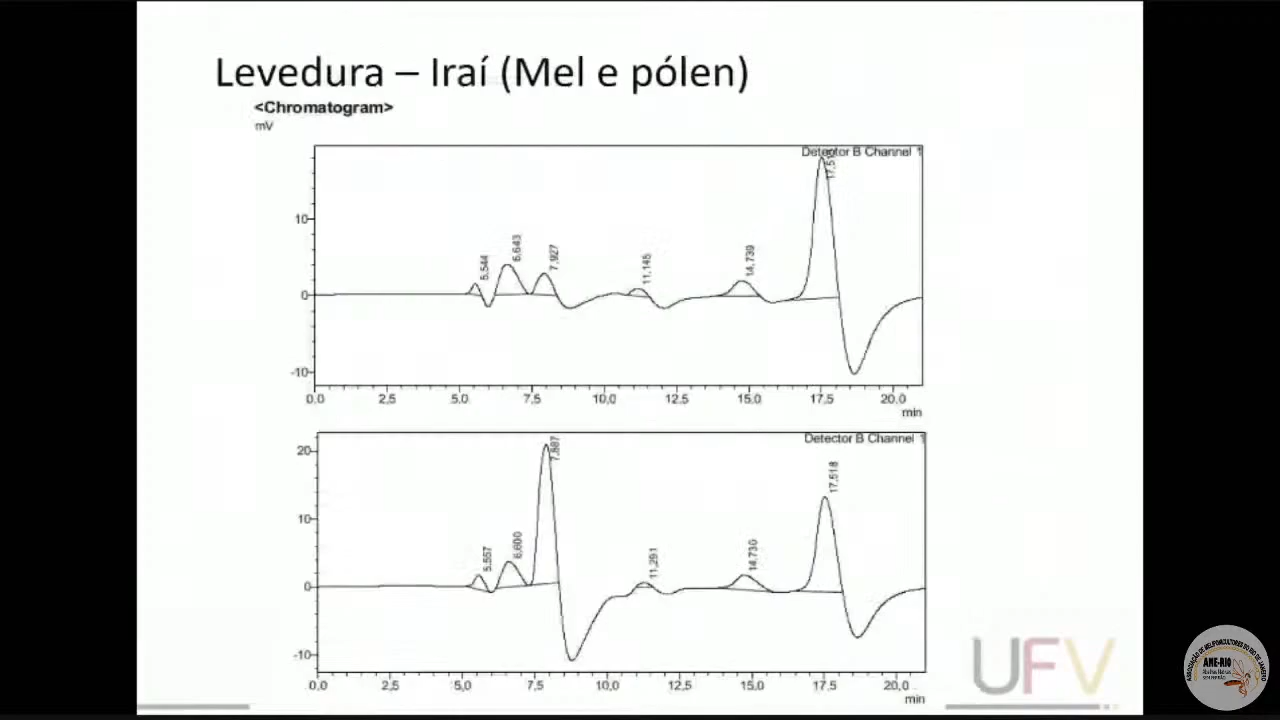 Levedura – Iraí (Mel e pólen)
<Chromatogram>
mV
Detector B Channel 1
10
0
-10
5,544
6,643
7,927
11,145
14,739
0,0 2,5 5,0 7,5 10,0 12,5 15,0 17,5 20,0
min
Detector B Channel 1
20
10
0
-10
5,557
6,600
7,887
11,291
14,730
17,518
0,0 2,5 5,0 7,5 10,0 12,5 15,0 17,5 20,0
min
UFV
AME-RIO